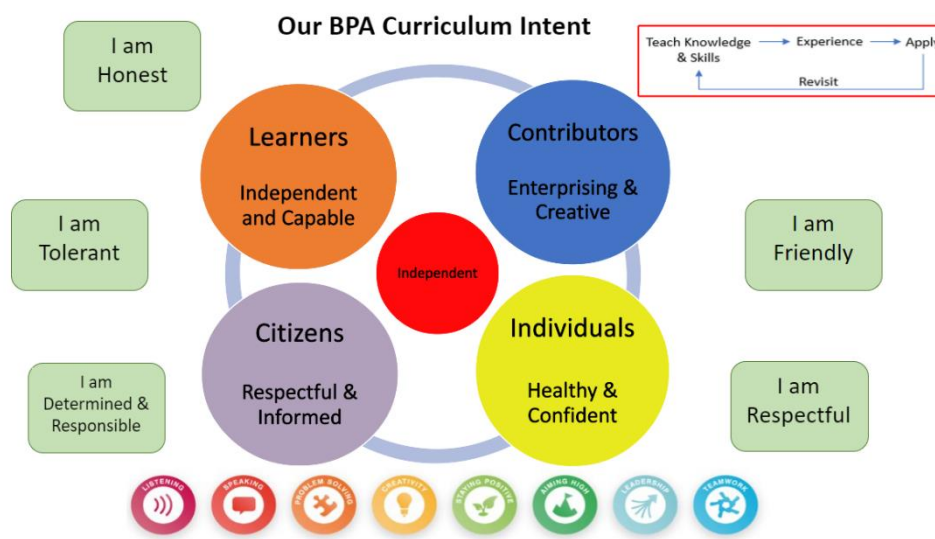 Our BPA Curriculum Intent
I am
Honest
Teach Knowledge
& Skills
Experience
Apply
Revisit
Learners
Independent
and Capable
Contributors
Enterprising &
Creative
I am
Tolerant
Independent
I am
Friendly
Citizens
Respectful &
Informed
Individuals
Healthy &
Confident
I am
Determined &
Responsible
I am
Respectful
LISTENING
SPEAKING
PROBLEM SOLVING
CREATIVITY
STAYING POSITIVE
AIMING HIGH
LEADERSHIP
TEAMWORK